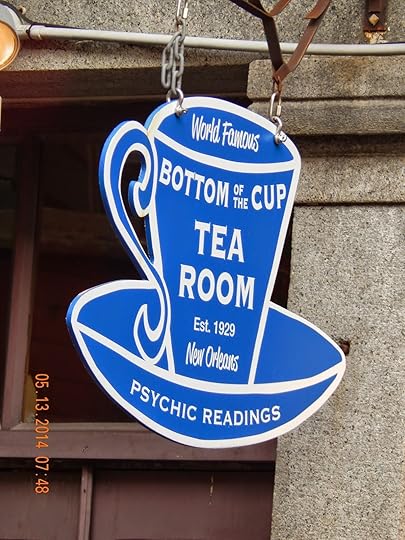 World Famous
BOTTOM OF THE CUP
TEA
ROOM
Est. 1929
New Orleans
PSYCHIC READINGS
05.13.2014 07:48